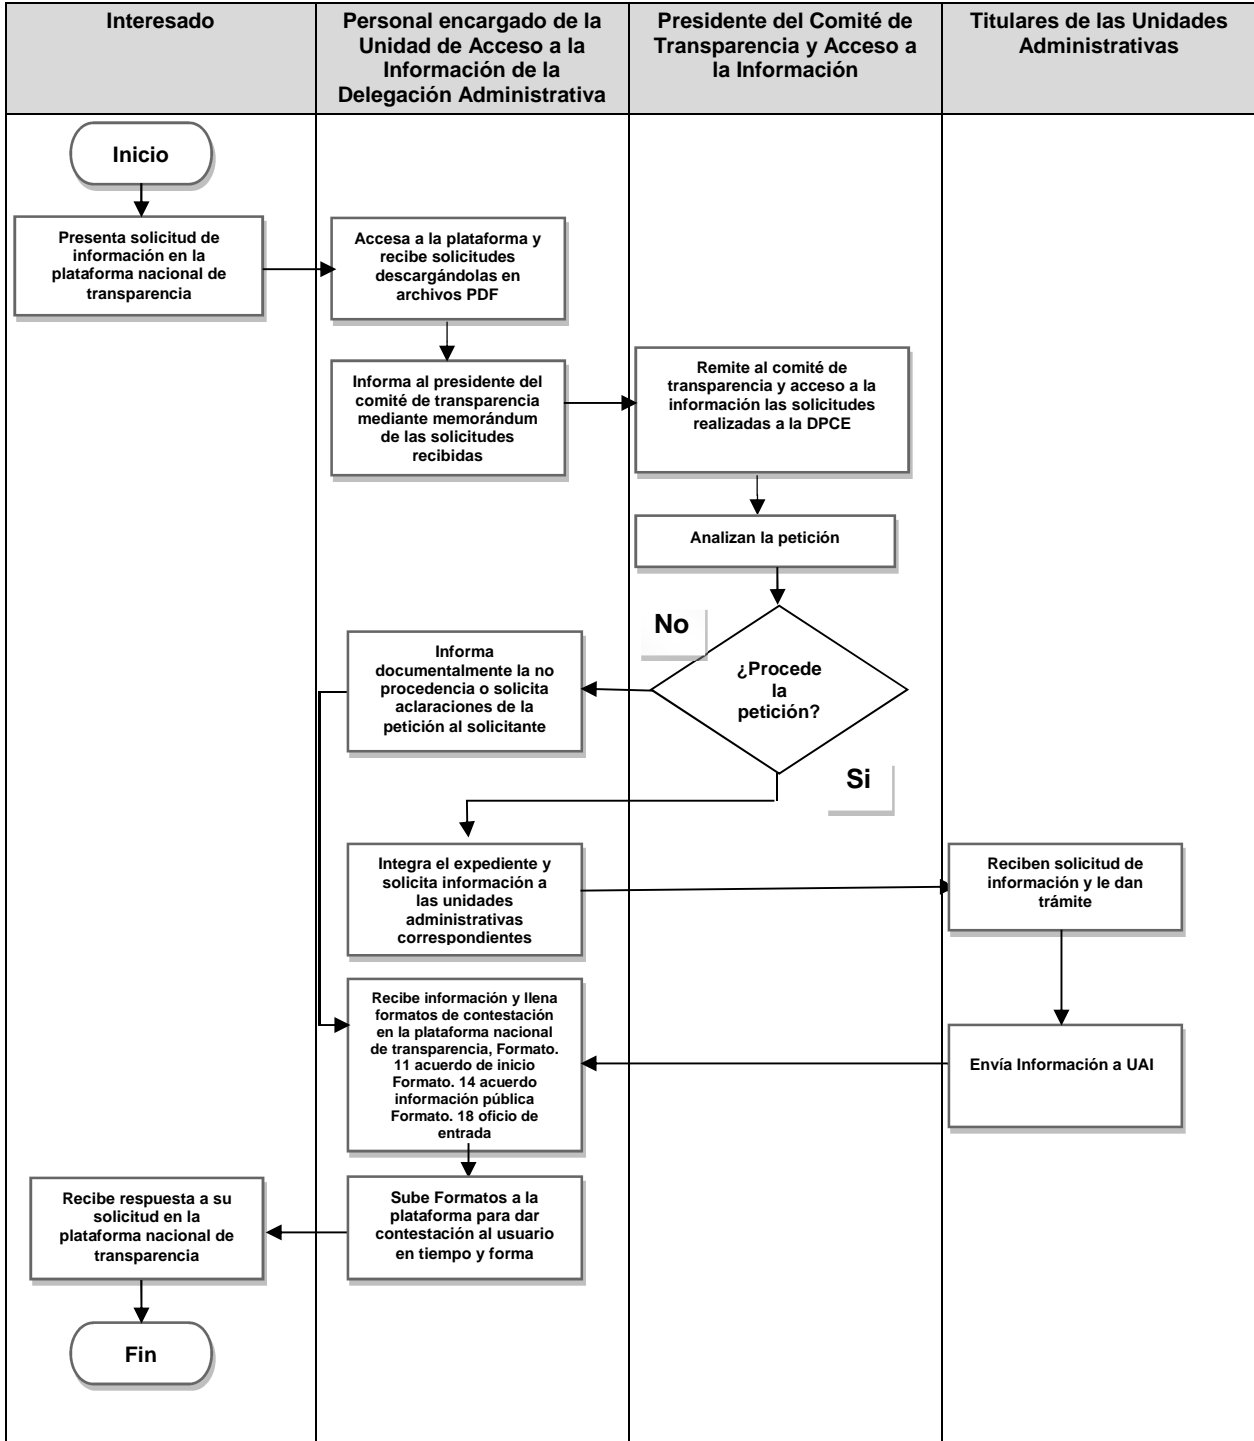 Interesado
Personal encargado de la
Unidad de Acceso a la
Información de la
Delegación Administrativa
Presidente del Comité de
Transparencia y Acceso a
la Información
Titulares de las Unidades
Administrativas
Inicio
Presenta solicitud de
información en la
plataforma nacional de
transparencia
Accesa a la plataforma y
recibe solicitudes
descargándolas en
archivos PDF
Informa al presidente del
comité de transparencia
mediante memorándum
de las solicitudes
recibidas
Remite al comité de
transparencia y acceso a la
información las solicitudes
realizadas a la DPCE
Analizan la petición
No
¿Procede
la
petición?
Si
Informa
documentalmente la no
procedencia o solicita
aclaraciones de la
petición al solicitante
Integra el expediente y
solicita información a
las unidades
administrativas
correspondientes
Reciben solicitud de
información y le dan
trámite
Envía Información a UAI
Recibe información y llena
formatos de contestación
en la plataforma nacional
de transparencia, Formato.
11 acuerdo de inicio
Formato. 14 acuerdo
información pública
Formato. 18 oficio de
entrada
Sube Formatos a la
plataforma para dar
contestación al usuario
en tiempo y forma
Recibe respuesta a su
solicitud en la
plataforma nacional de
transparencia
Fin